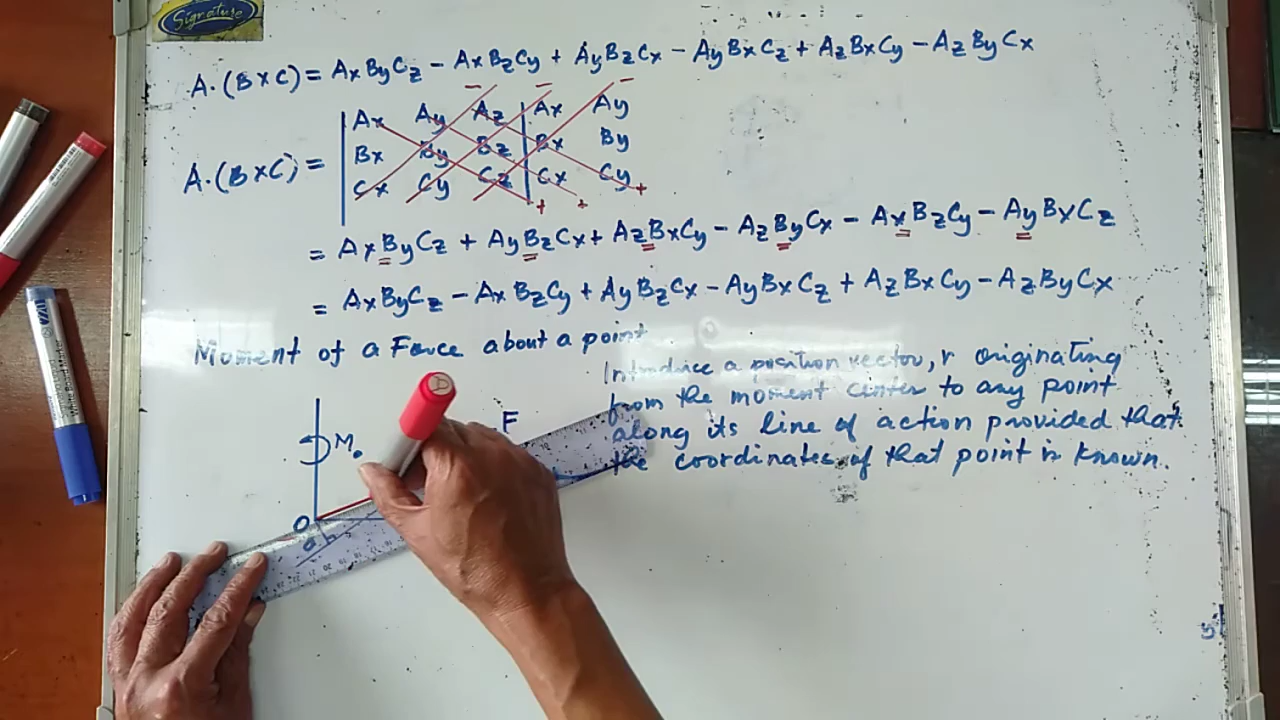 Signature
A.(B×C) = AxByCz − AxBzCy + AyBzCx − AyBxCz + AzBxCy − AzByCx
− − −
Ax Ay Az Ax Ay
A.(B×C) = Bx By Bz Bx By
Cx Cy Cz Cx Cy
+ + +
= AxByCz + AyBzCx + AzBxCy − AzByCx − AxBzCy − AyBxCz
= AxByCz − AxBzCy + AyBzCx − AyBxCz + AzBxCy − AzByCx
Moment of a Force about a point
Introduce a position vector, r originating
from the moment center to any point
along its line of action provided that
the coordinates of that point is known.
F
Mo
O
d